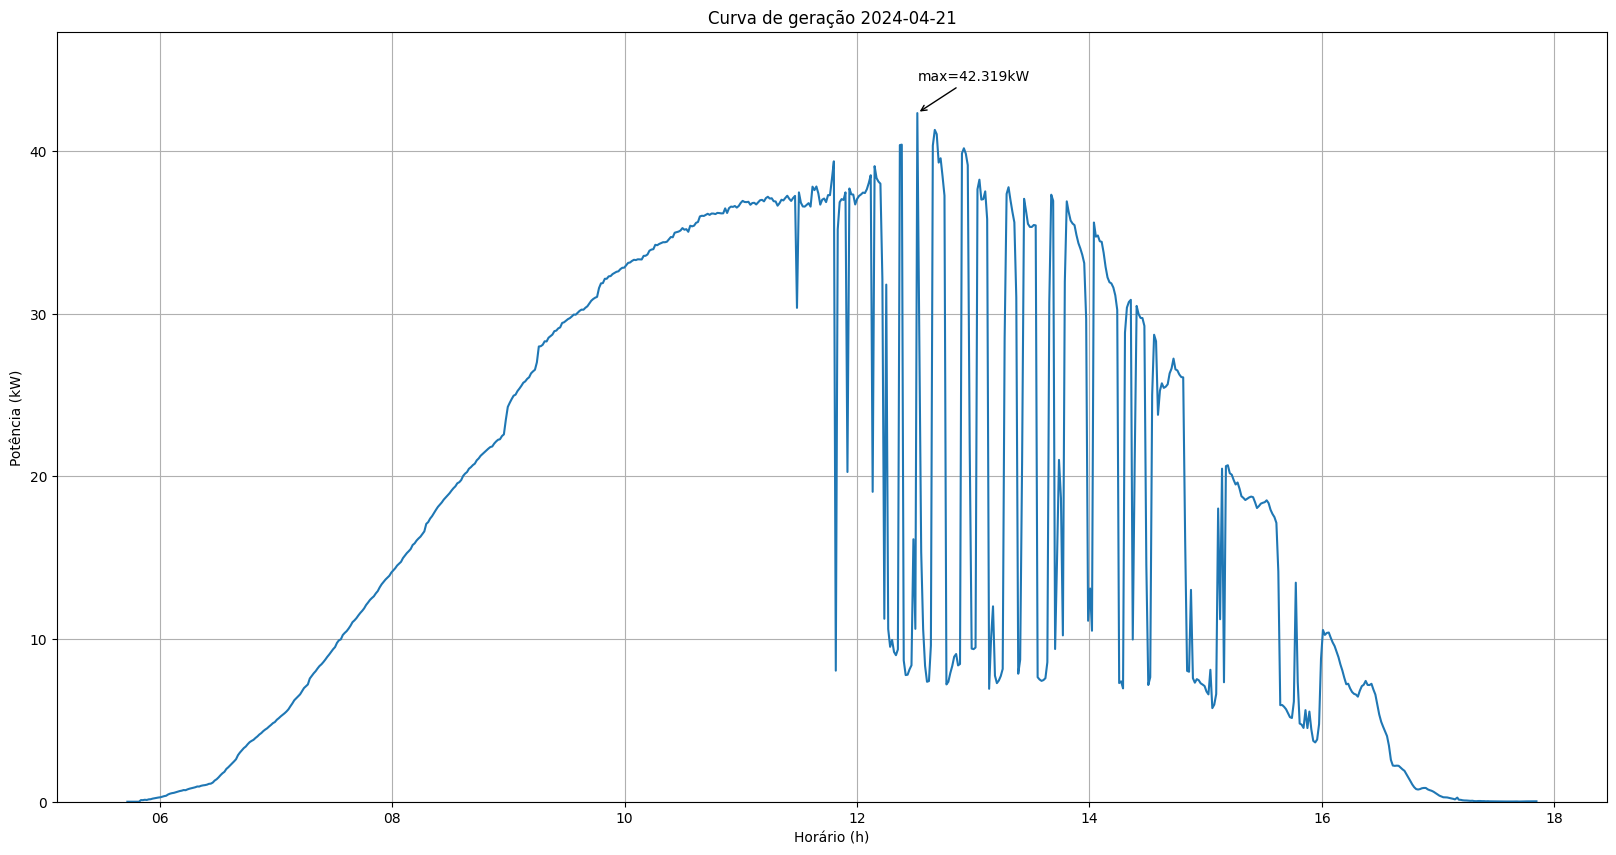 Curva de geração 2024-04-21
max=42.319kW
Potência (kW)
40
30
20
10
0
06 08 10 12 14 16 18
Horário (h)